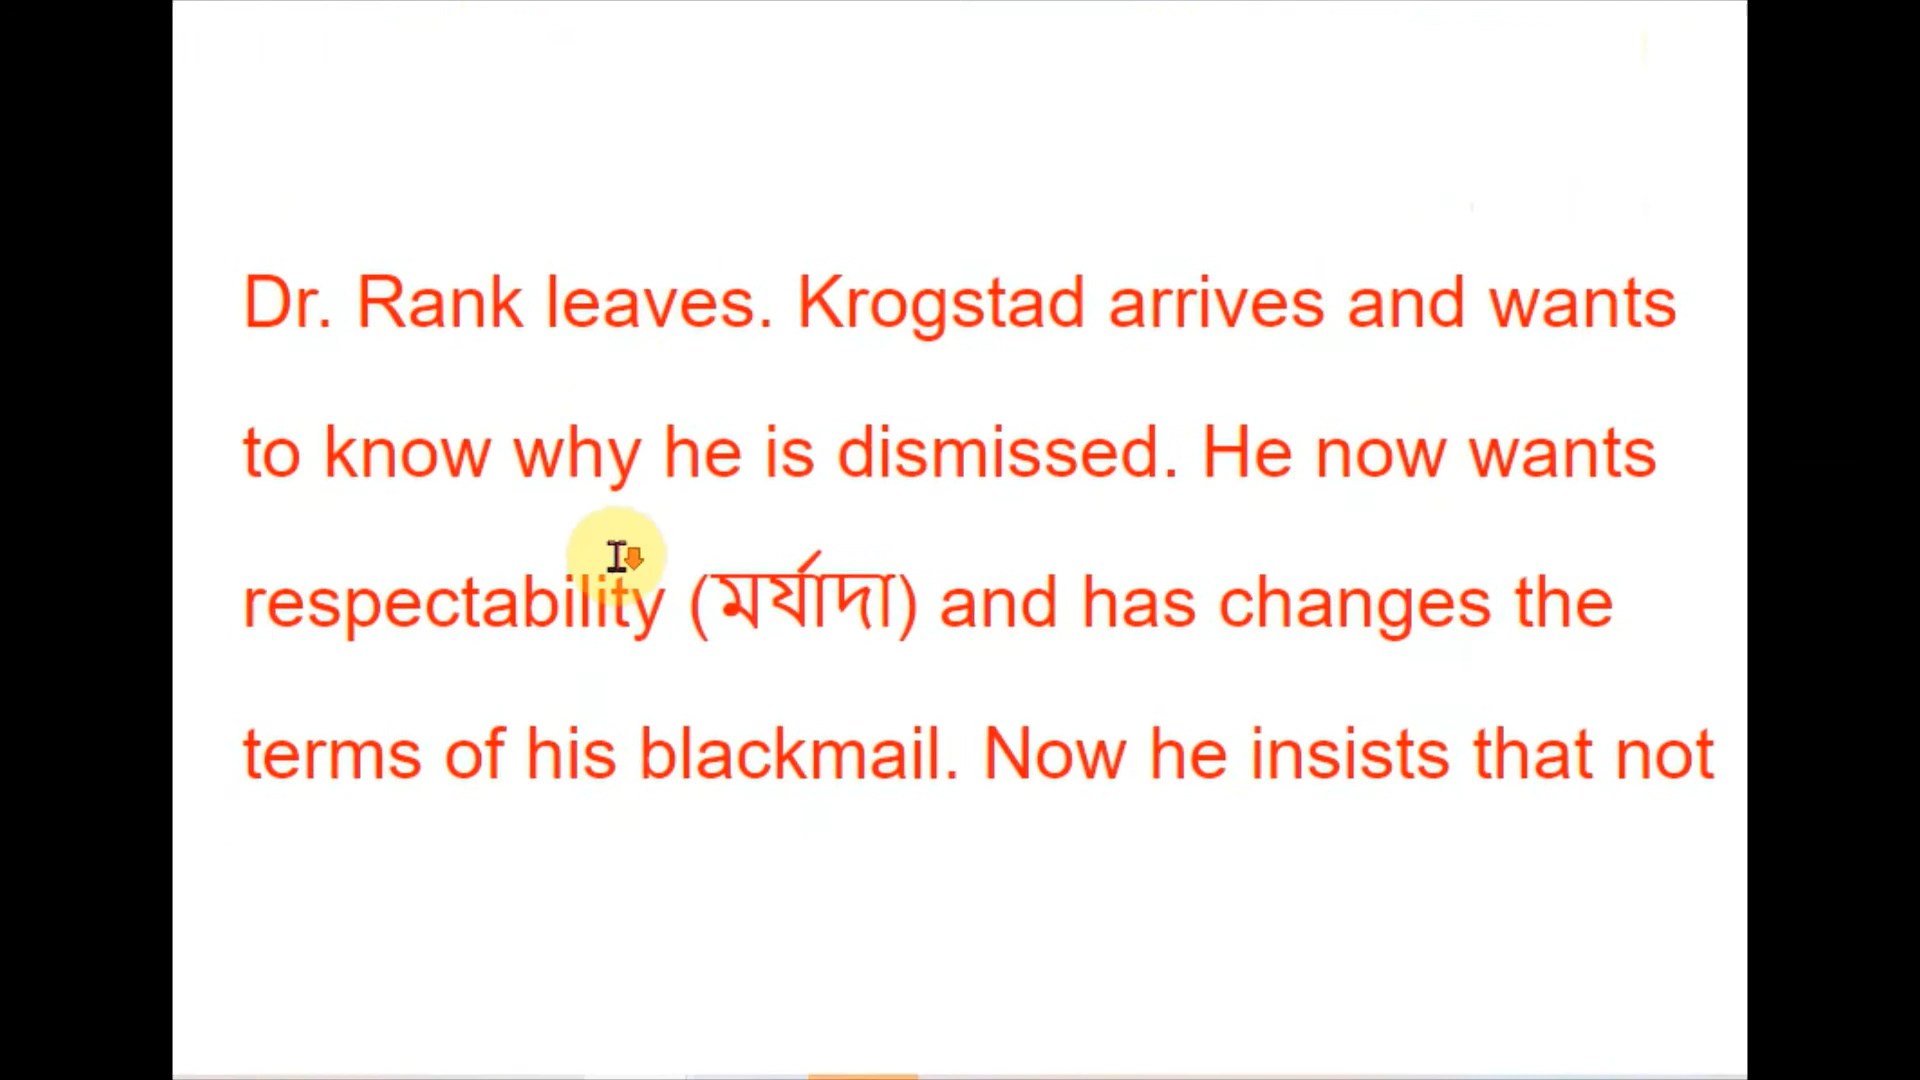 Dr. Rank leaves. Krogstad arrives and wants
to know why he is dismissed. He now wants
respectability (মর্যাদা) and has changes the
terms of his blackmail. Now he insists that not